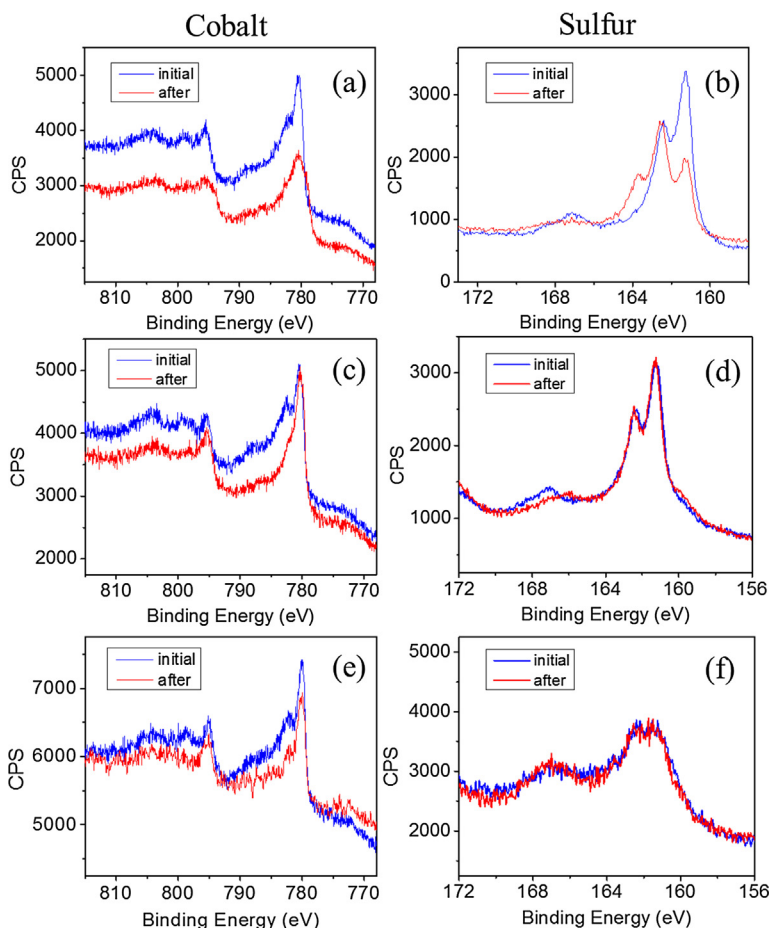 Cobalt
Sulfur
initial
after
(a)
5000
4000
3000
2000
CPS
810 800 790 780 770
Binding Energy (eV)
initial
after
(b)
3000
2000
1000
0
CPS
172 168 164 160
Binding Energy (eV)
initial
after
(c)
5000
4000
3000
2000
CPS
810 800 790 780 770
Binding Energy (eV)
initial
after
(d)
3000
2000
1000
CPS
172 168 164 160 156
Binding Energy (eV)
initial
after
(e)
7000
6000
5000
CPS
810 800 790 780 770
Binding Energy (eV)
initial
after
(f)
5000
4000
3000
2000
CPS
172 168 164 160 156
Binding Energy (eV)